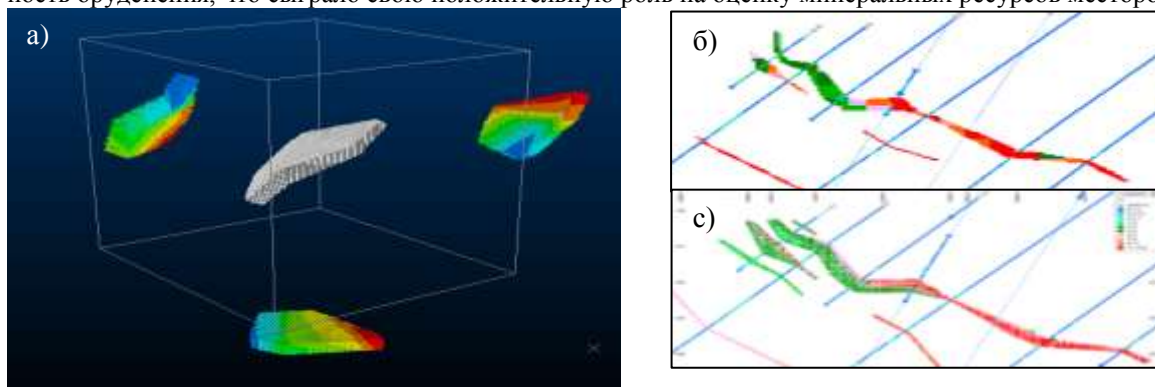 ность оруденения, что сыграло свою положительную роль на оценку минеральных ресурсов месторо
а)
б)
с)